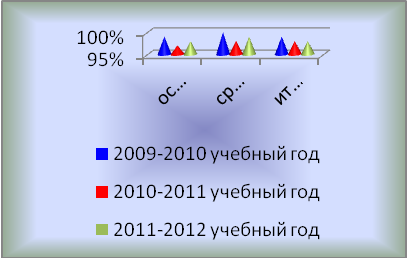 100%
95%
ос...
ср...
ит...
2009-2010 учебный год
2010-2011 учебный год
2011-2012 учебный год